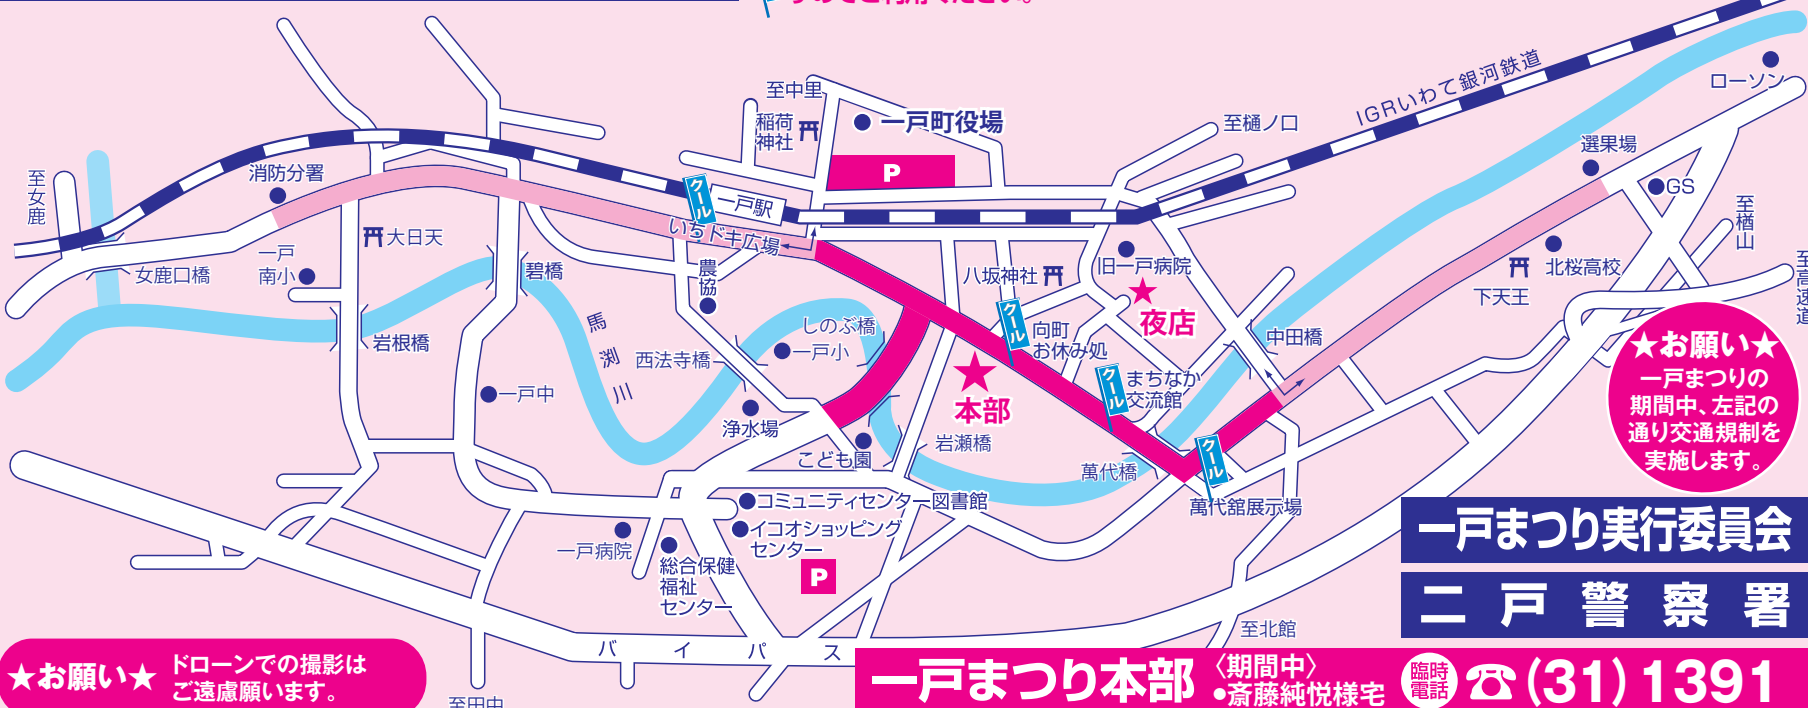 至中里
稲荷
神社
一戸町役場
P
至樋ノ口
IGRいわて銀河鉄道
ローソン
選果場
GS
至女鹿
消防分署
クール
一戸駅
いちドキ広場
大日天
一戸
南小
女鹿口橋
碧橋
農協
八坂神社
旧一戸病院
夜店
北桜高校
下天王
至楢山
至高速道
岩根橋
馬淵川
しのぶ橋
一戸小
西法寺橋
クール
向町
お休み処
中田橋
一戸中
浄水場
本部
クール
まちなか
交流館
こども園
岩瀬橋
萬代橋
クール
萬代館展示場
コミュニティセンター図書館
イコオショッピング
センター
一戸病院
総合保健
福祉
センター
P
バイパス
至北館
至田中
★お願い★
一戸まつりの
期間中、左記の
通り交通規制を
実施します。
一戸まつり実行委員会
二戸警察署
★お願い★
ドローンでの撮影は
ご遠慮願います。
一戸まつり本部
〈期間中〉
●斎藤純悦様宅
臨時
電話
☎(31)1391